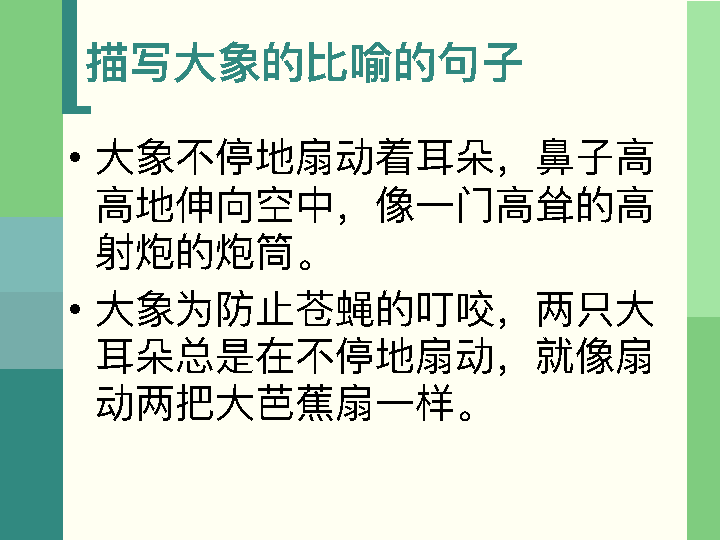 描写大象的比喻的句子
• 大象不停地扇动着耳朵，鼻子高
高地伸向空中，像一门高耸的高
射炮的炮筒。
• 大象为防止苍蝇的叮咬，两只大
耳朵总是在不停地扇动，就像扇
动两把大芭蕉扇一样。